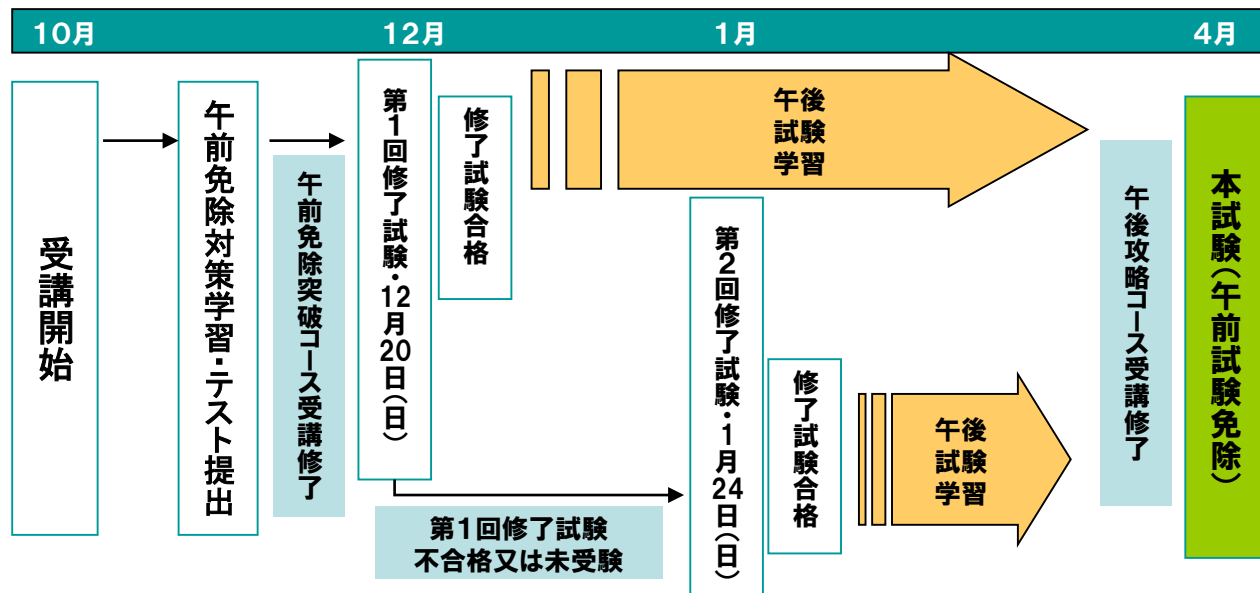 10月
12月
1月
4月
受講開始
午前免除対策学習・テスト提出
午前免除突破コース受講修了
第1回修了試験・12月20日(日)
修了試験合格
午後
試験
学習
第1回修了試験
不合格又は未受験
第2回修了試験・1月24日(日)
修了試験合格
午後
試験
学習
午後攻略コース受講修了
本試験(午前試験免除)